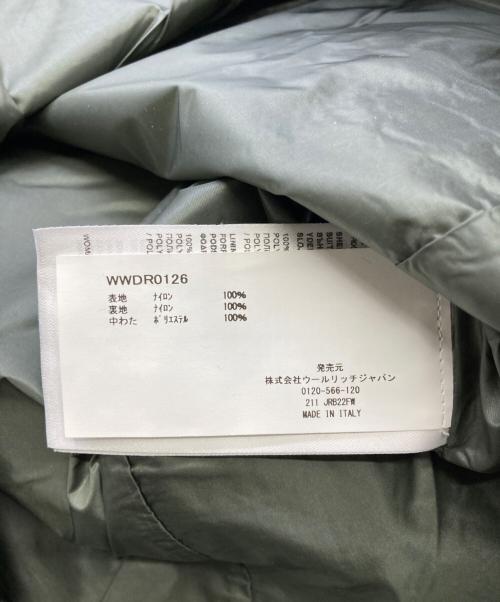 WWDR0126
表地 ナイロン 100%
裏地 ナイロン 100%
中わた ポリエステル 100%
発売元
株式会社ウールリッチジャパン
0120-566-120
211 JRB22FW
MADE IN ITALY